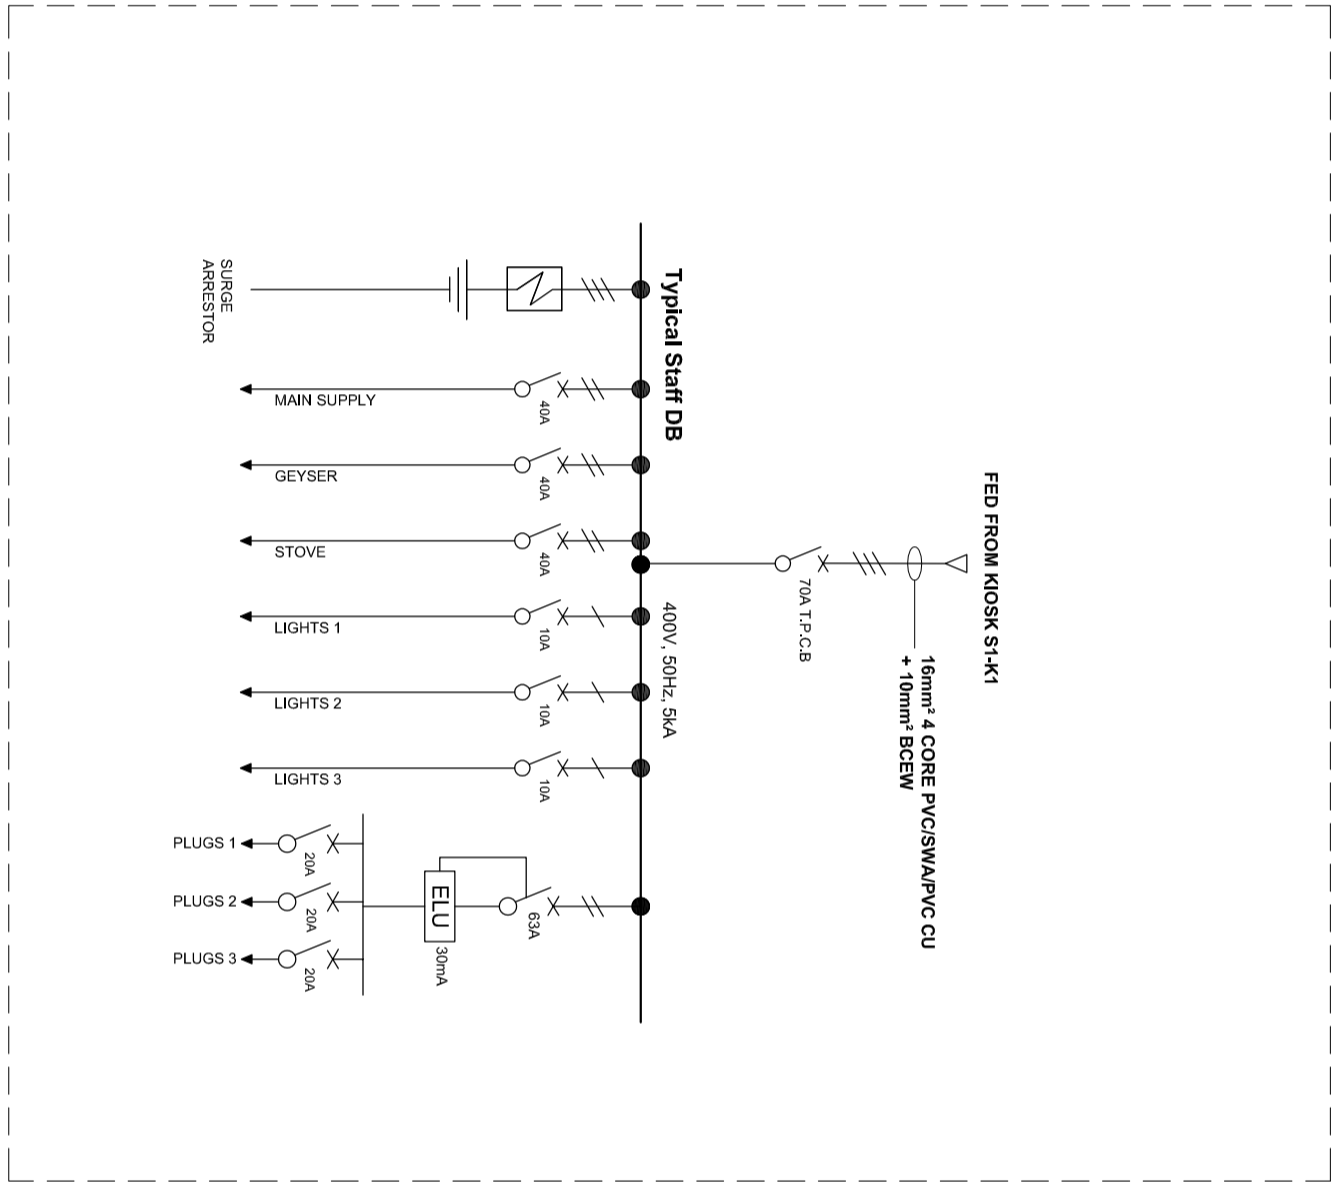 FED FROM KIOSK S1-K1
16mm² 4 CORE PVC/SWA/PVC CU
+ 10mm² BCEW
70A T.P.C.B
Typical Staff DB
400V, 50Hz, 5kA
SURGE
ARRESTOR
40A
MAIN SUPPLY
40A
GEYSER
40A
STOVE
10A
LIGHTS 1
10A
LIGHTS 2
10A
LIGHTS 3
63A
ELU
30mA
20A
PLUGS 1
20A
PLUGS 2
20A
PLUGS 3